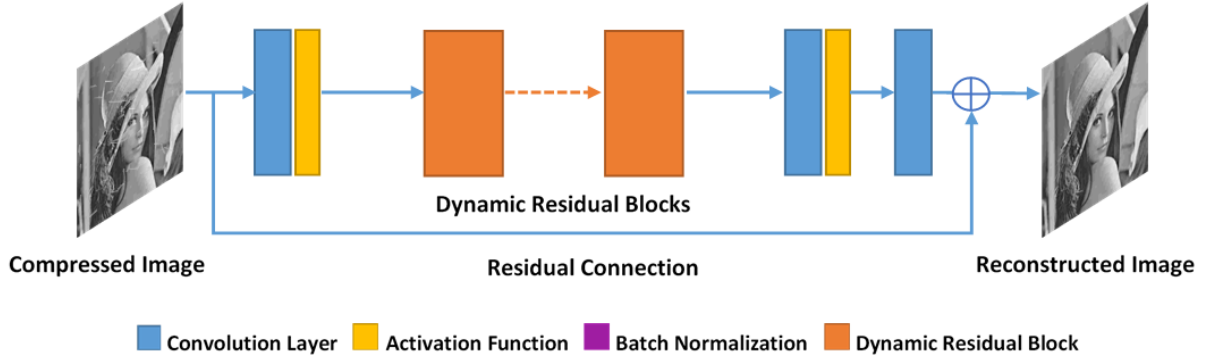 Dynamic Residual Blocks
Compressed Image
Residual Connection
Reconstructed Image
Convolution Layer Activation Function Batch Normalization Dynamic Residual Block